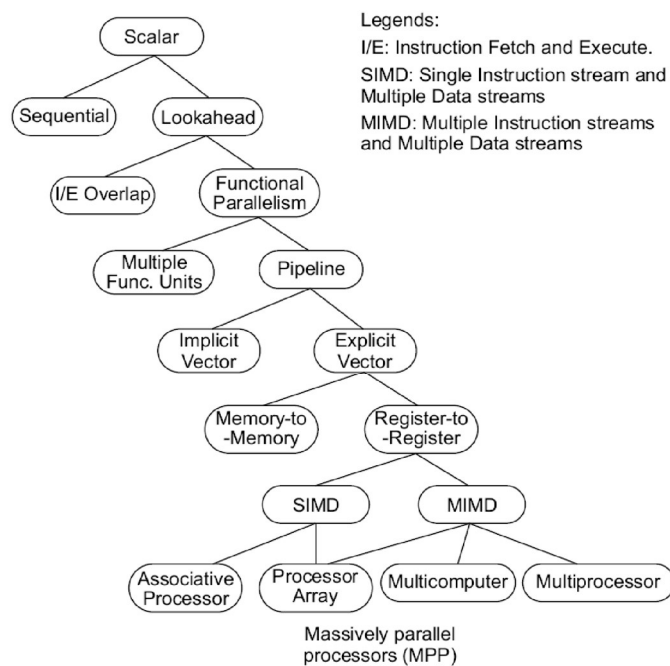 Scalar
Legends:
I/E: Instruction Fetch and Execute.
SIMD: Single Instruction stream and
Multiple Data streams
MIMD: Multiple Instruction streams
and Multiple Data streams
Sequential
Lookahead
I/E Overlap
Functional
Parallelism
Multiple
Func. Units
Pipeline
Implicit
Vector
Explicit
Vector
Memory-to
-Memory
Register-to
-Register
SIMD
MIMD
Associative
Processor
Processor
Array
Multicomputer
Multiprocessor
Massively parallel
processors (MPP)